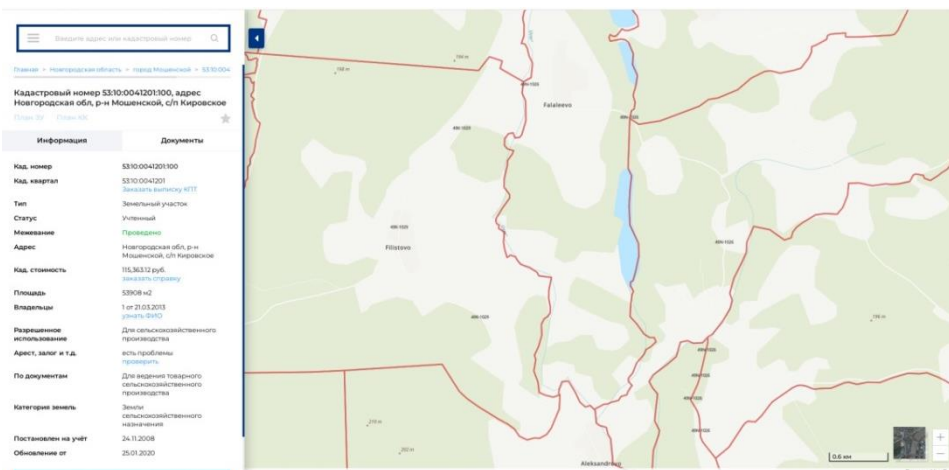 Введите адрес или кадастровый номер
Главная > Новгородская область > город Мошенской > 53:10:004
Кадастровый номер 53:10:0041201:100, адрес
Новгородская обл, р-н Мошенской, с/п Кировское
План ЗУ План КК
Информация Документы
Кад. номер 53:10:0041201:100
Кад. квартал 53:10:0041201
Заказать выписку КПТ
Тип Земельный участок
Статус Учтенный
Межевание Проведено
Адрес Новгородская обл, р-н
Мошенской, с/п Кировское
Кад. стоимость 115,363.12 руб.
заказать справку
Площадь 53908 м2
Владельцы 1 от 21.03.2013
узнать ФИО
Разрешенное Для сельскохозяйственного
использование производства
Арест, залог и т.д. есть проблемы
проверить
По документам Для ведения товарного
сельскохозяйственного
производства
Категория земель Земли
сельскохозяйственного
назначения
Постановлен на учёт 24.11.2008
Обновление от 25.01.2020
Falaleevo
Filistovo
Aleksandrovo
0.6 км